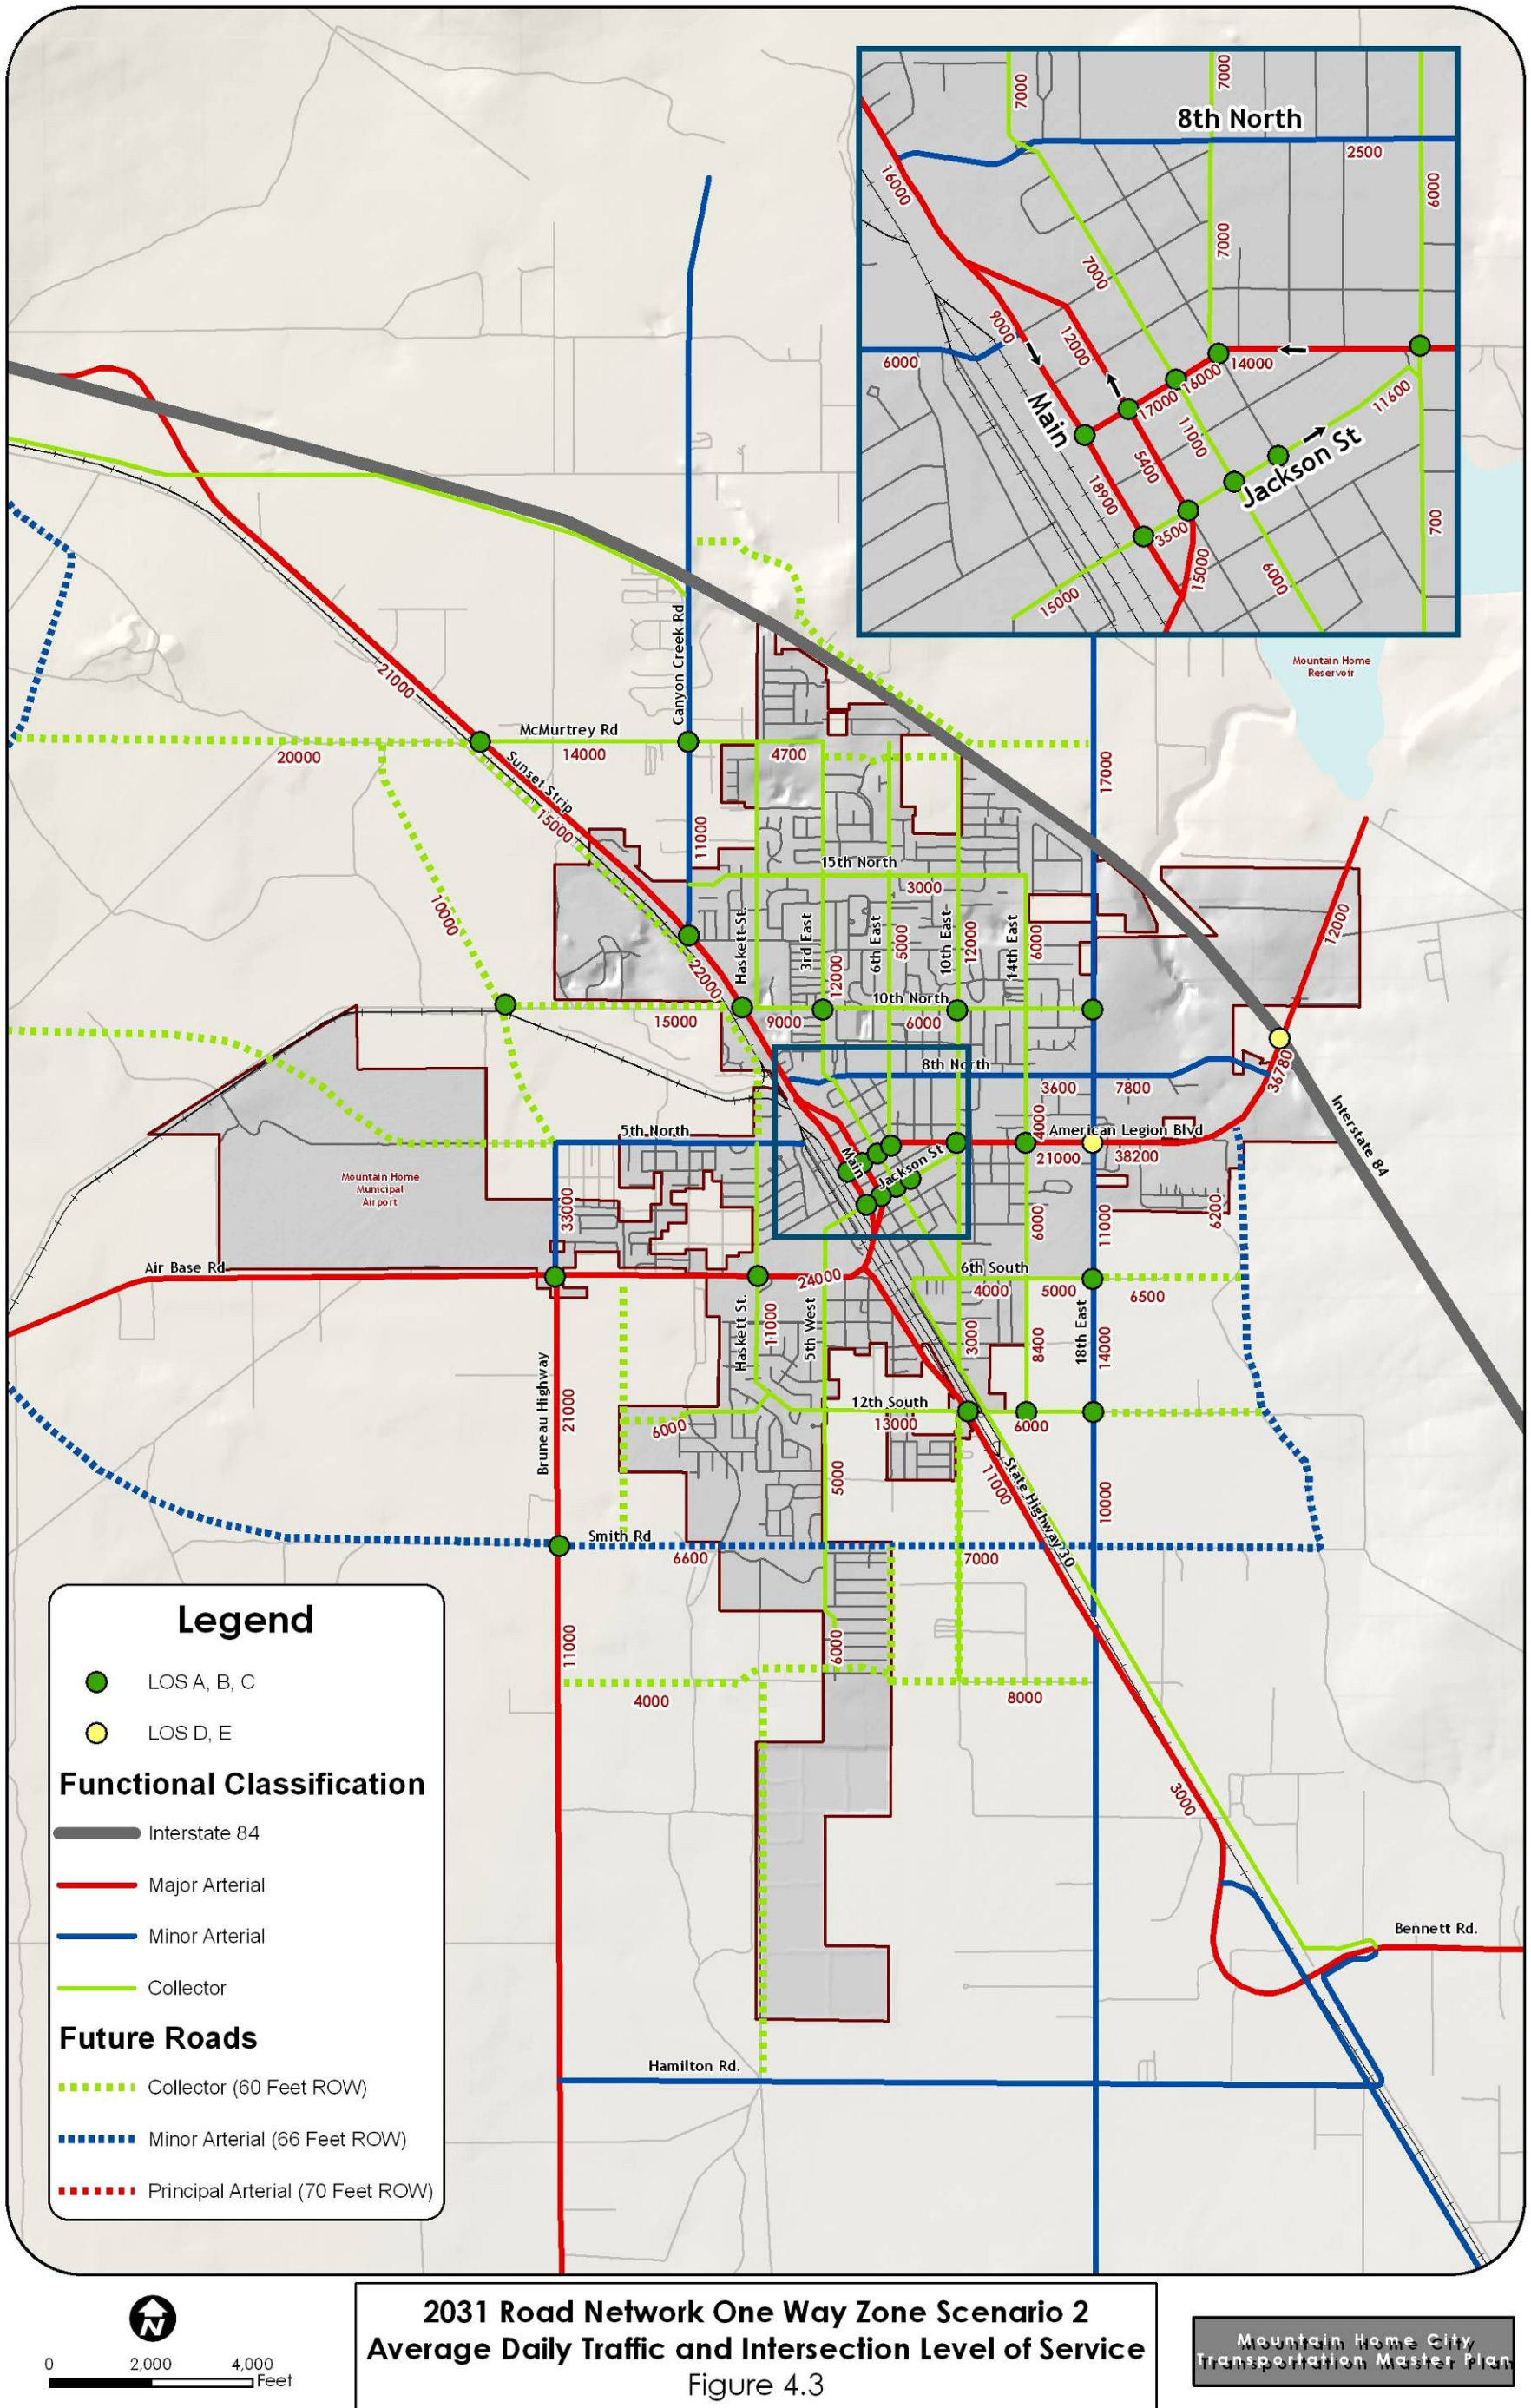 7000
7000
8th North
2500
6000
16000
7000
7000
9000
12000
6000
14000
16000
17000
11600
Main
11000
5400
18900
Jackson St
3500
700
15000
6000
15000
Mountain Home
Reservoir
Canyon Creek Rd
21000
McMurtrey Rd
20000
14000
4700
17000
Sunset Strip
15000
11000
15th North
3000
10000
12000
Haskett St.
3rd East
6th East
5000
10th East
12000
14th East
6000
22000
12000
10th North
15000
9000
6000
8th North
3600
7800
36780
Interstate 84
4000
American Legion Blvd
5th North
21000
38200
Main
Jackson St
Mountain Home
Municipal
Airport
33000
6000
11000
6200
Air Base Rd
24000
6th South
4000
5000
6500
Haskett St.
11000
5th West
3000
8400
18th East
14000
Bruneau Highway
21000
12th South
6000
13000
6000
5000
11000
State Highway 30
10000
Smith Rd
6600
7000
11000
6000
4000
8000
3000
Bennett Rd.
Hamilton Rd.
Legend
LOS A, B, C
LOS D, E
Functional Classification
Interstate 84
Major Arterial
Minor Arterial
Collector
Future Roads
Collector (60 Feet ROW)
Minor Arterial (66 Feet ROW)
Principal Arterial (70 Feet ROW)
N
0 2,000 4,000
Feet
2031 Road Network One Way Zone Scenario 2
Average Daily Traffic and Intersection Level of Service
Figure 4.3
Mountain Home City
Transportation Master Plan